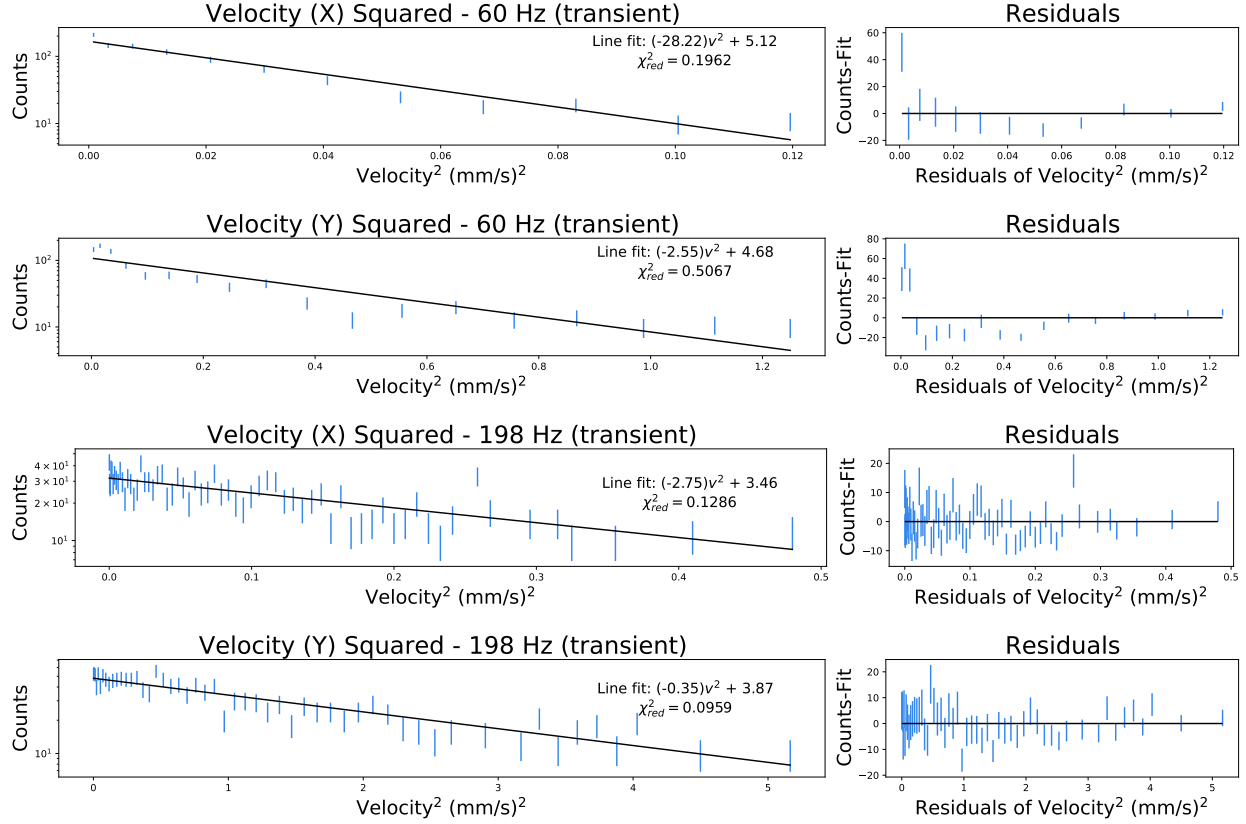 Velocity (X) Squared - 60 Hz (transient)
Residuals
Line fit: (-28.22)v² + 5.12
χ²red = 0.1962
Counts
10²
10¹
0.00 0.02 0.04 0.06 0.08 0.10 0.12
Velocity² (mm/s)²
Counts-Fit
60
40
20
0
−20
0.00 0.02 0.04 0.06 0.08 0.10 0.12
Residuals of Velocity² (mm/s)²
Velocity (Y) Squared - 60 Hz (transient)
Residuals
Line fit: (-2.55)v² + 4.68
χ²red = 0.5067
Counts
10²
10¹
0.0 0.2 0.4 0.6 0.8 1.0 1.2
Velocity² (mm/s)²
Counts-Fit
80
60
40
20
0
−20
0.0 0.2 0.4 0.6 0.8 1.0 1.2
Residuals of Velocity² (mm/s)²
Velocity (X) Squared - 198 Hz (transient)
Residuals
Line fit: (-2.75)v² + 3.46
χ²red = 0.1286
Counts
4 × 10¹
3 × 10¹
2 × 10¹
10¹
0.0 0.1 0.2 0.3 0.4 0.5
Velocity² (mm/s)²
Counts-Fit
20
10
0
−10
0.0 0.1 0.2 0.3 0.4 0.5
Residuals of Velocity² (mm/s)²
Velocity (Y) Squared - 198 Hz (transient)
Residuals
Line fit: (-0.35)v² + 3.87
χ²red = 0.0959
Counts
10¹
0 1 2 3 4 5
Velocity² (mm/s)²
Counts-Fit
20
10
0
−10
−20
0 1 2 3 4 5
Residuals of Velocity² (mm/s)²